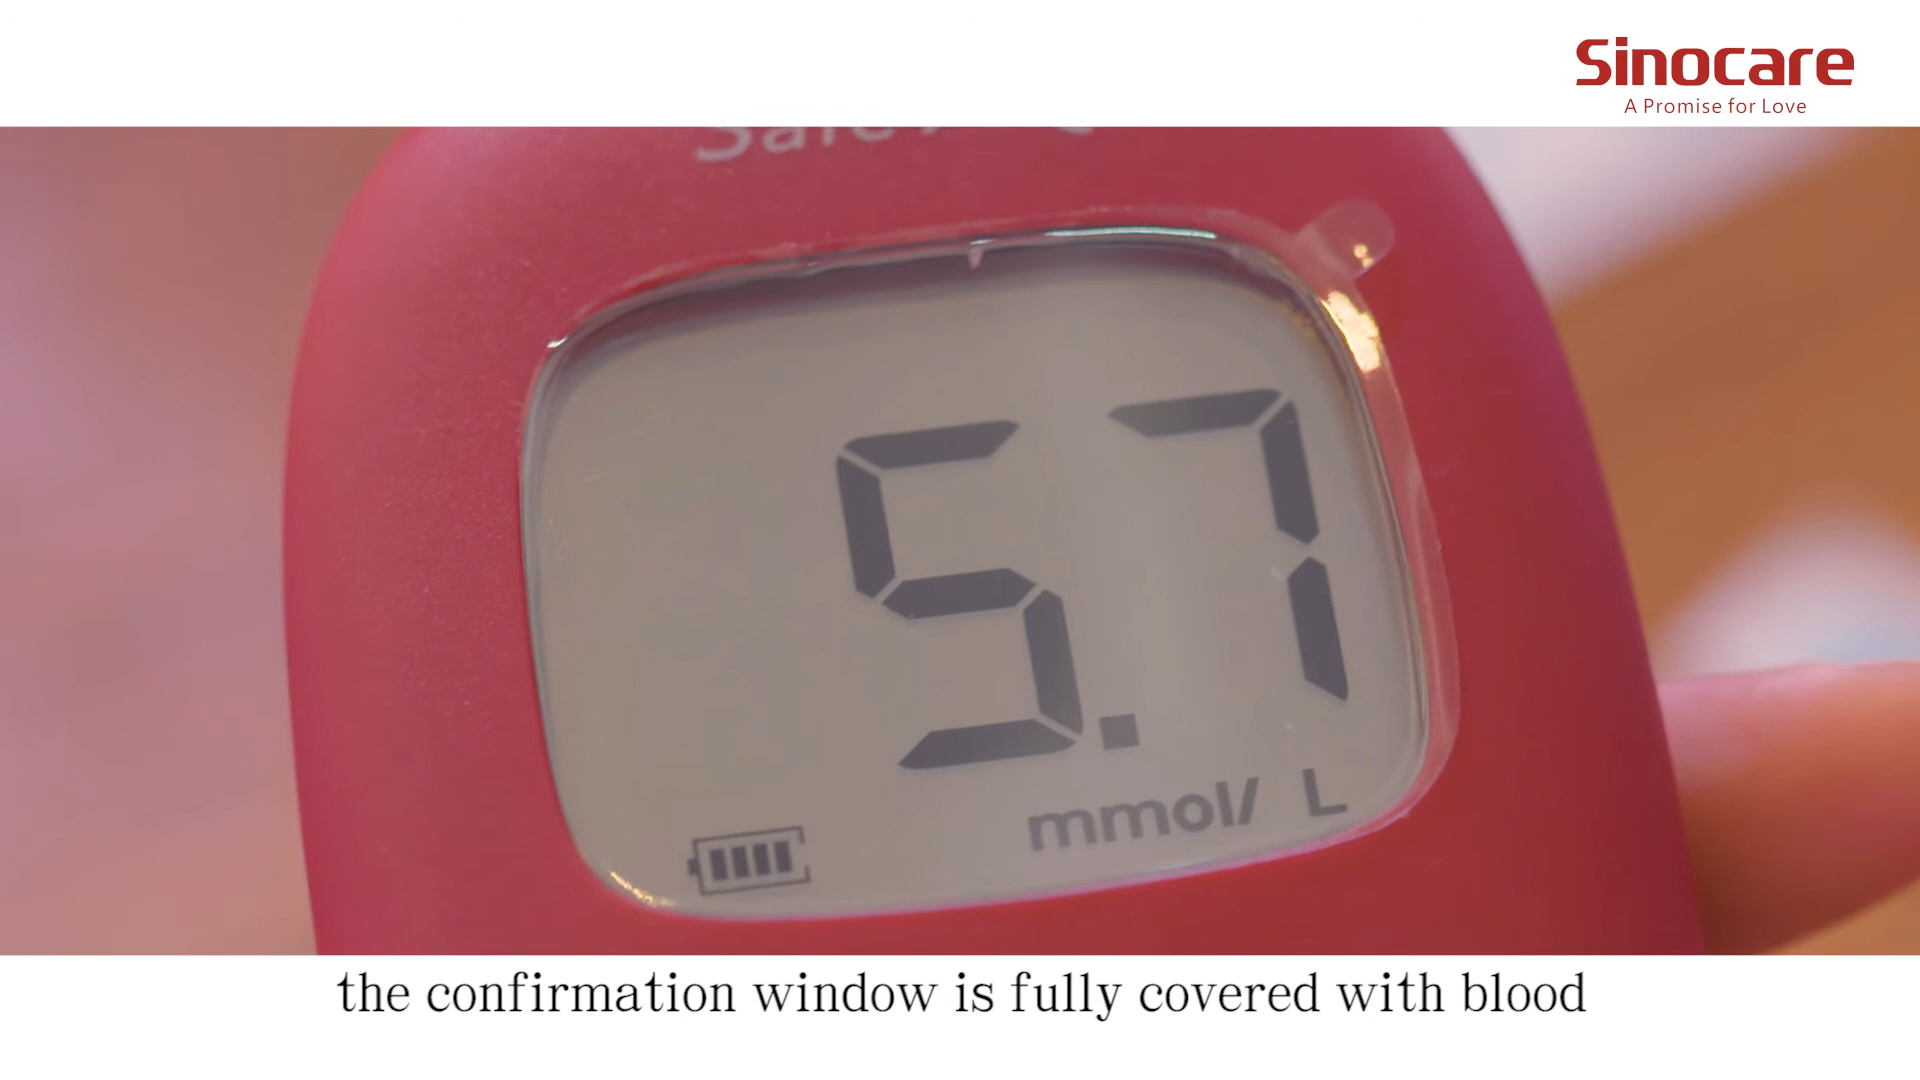 Sinocare
A Promise for Love
5.7
mmol/ L
the confirmation window is fully covered with blood